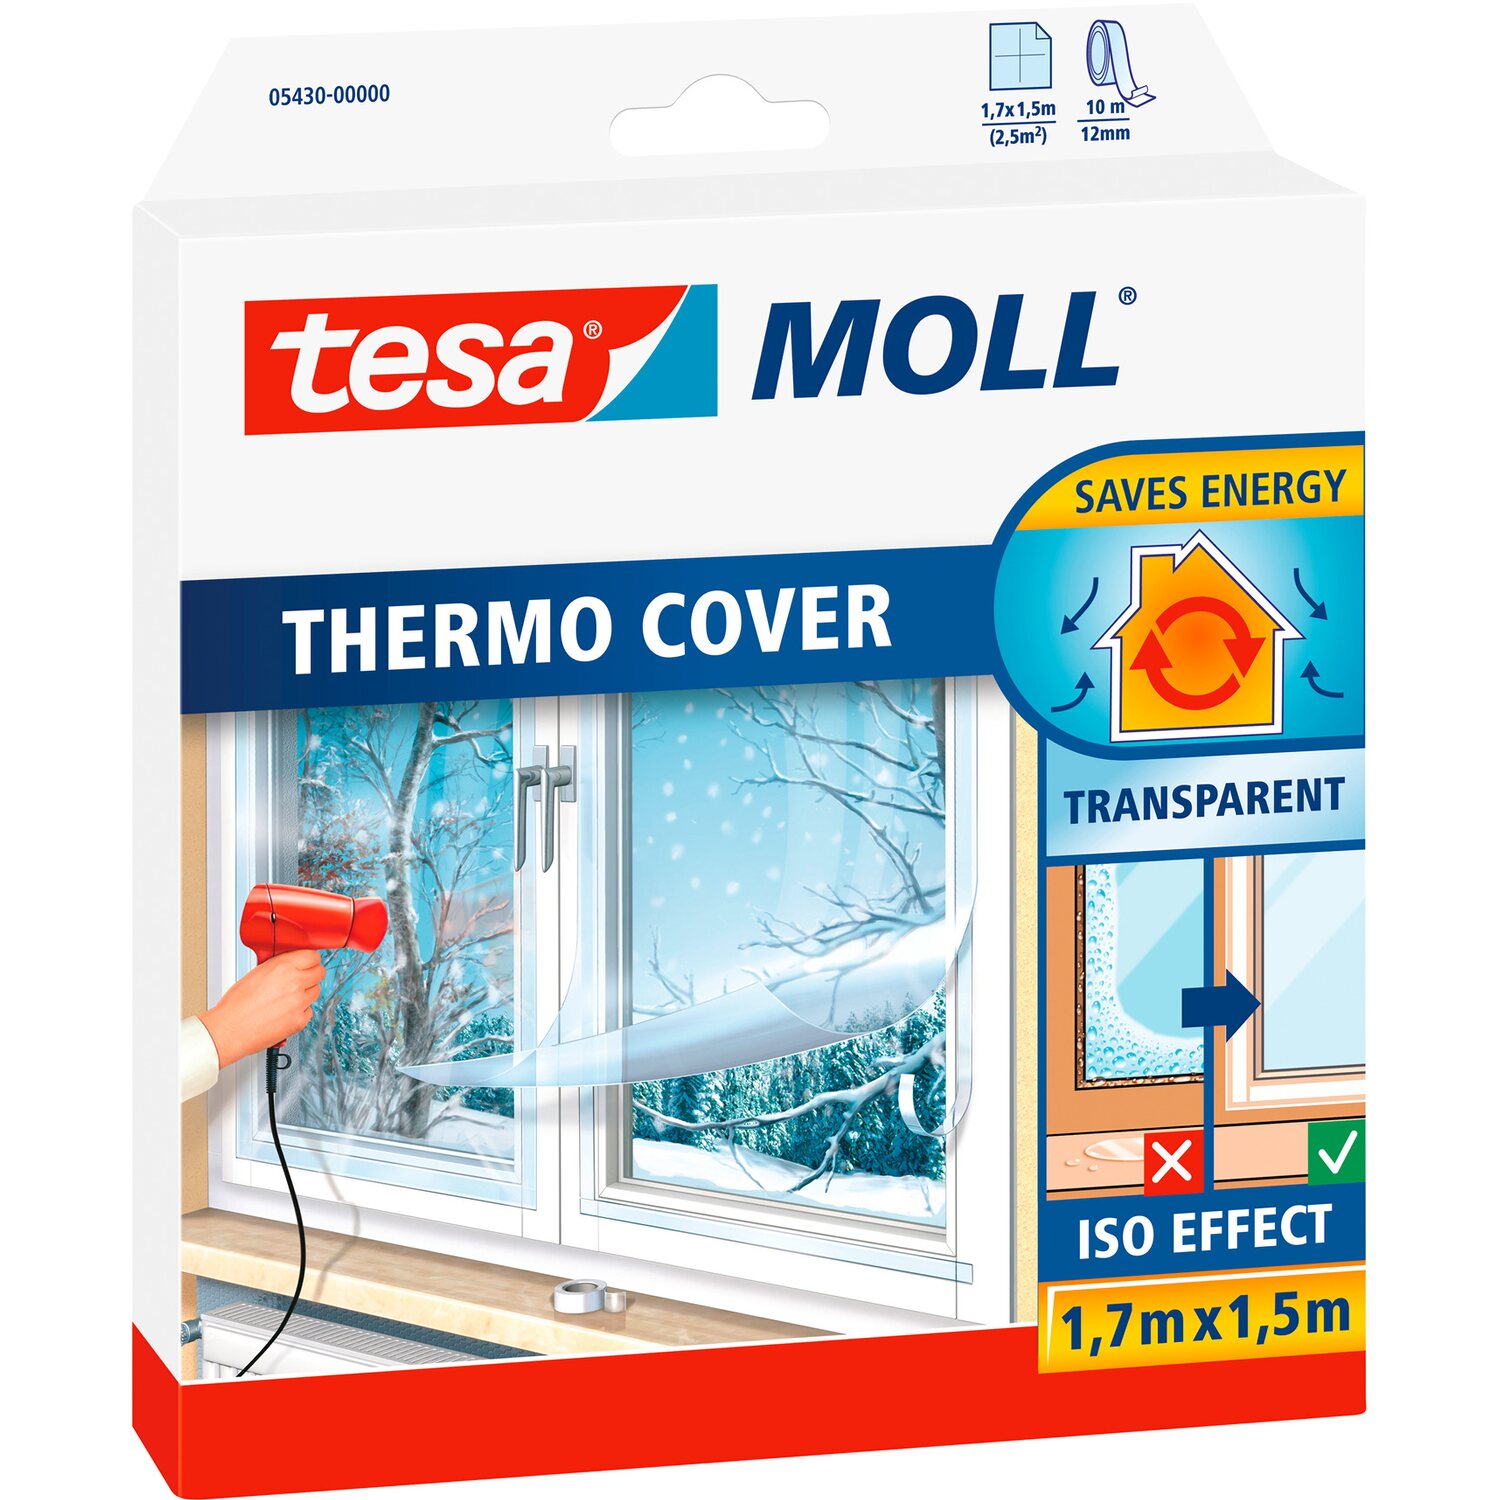 05430-00000
1,7x1,5m
(2,5m²)
10 m
12mm
tesa®
MOLL®
SAVES ENERGY
THERMO COVER
TRANSPARENT
ISO EFFECT
1,7m x 1,5m